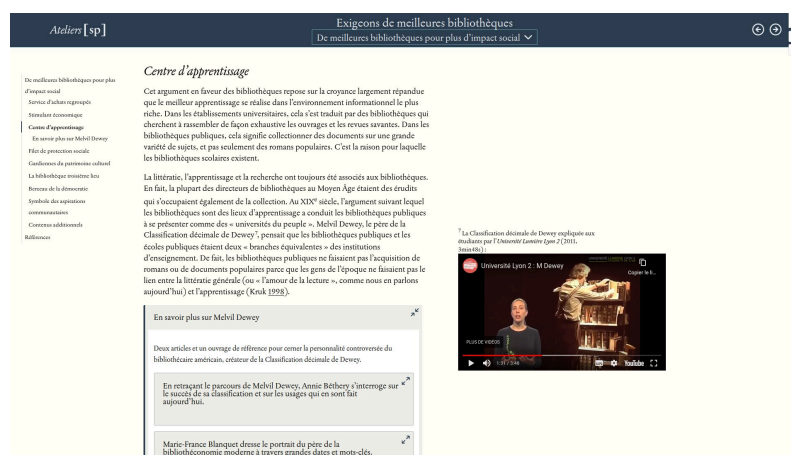 Ateliers [sp]
Exigeons de meilleures bibliothèques
De meilleures bibliothèques pour plus d'impact social
De meilleures bibliothèques pour plus
d'impact social
Service d'achats regroupés
Stimulant économique
Centre d'apprentissage
En savoir plus sur Melvil Dewey
Filet de protection sociale
Gardiennes du patrimoine culturel
La bibliothèque troisième lieu
Berceau de la démocratie
Symbole des aspirations
communautaires
Contenus additionnels
Références
Centre d'apprentissage
Cet argument en faveur des bibliothèques repose sur la croyance largement répandue
que le meilleur apprentissage se réalise dans l'environnement informationnel le plus
riche. Dans les établissements universitaires, cela s'est traduit par des bibliothèques qui
cherchent à rassembler de façon exhaustive les ouvrages et les revues savantes. Dans les
bibliothèques publiques, cela signifie collectionner des documents sur une grande
variété de sujets, et pas seulement des romans populaires. C'est la raison pour laquelle
les bibliothèques scolaires existent.
La littératie, l'apprentissage et la recherche ont toujours été associés aux bibliothèques.
En fait, la plupart des directeurs de bibliothèques au Moyen Âge étaient des érudits
qui s'occupaient également de la collection. Au XIXe siècle, l'argument suivant lequel
les bibliothèques sont des lieux d'apprentissage a conduit les bibliothèques publiques
à se présenter comme des « universités du peuple ». Melvil Dewey, le père de la
Classification décimale de Dewey7, pensait que les bibliothèques publiques et les
écoles publiques étaient deux « branches équivalentes » des institutions
d'enseignement. De fait, les bibliothèques publiques ne faisaient pas l'acquisition de
romans ou de documents populaires parce que les gens de l'époque ne faisaient pas le
lien entre la littératie générale (ou « l'amour de la lecture », comme nous en parlons
aujourd'hui) et l'apprentissage (Kruk 1998).
7 La Classification décimale de Dewey expliquée aux
étudiants par l'Université Lumière Lyon 2 (2011,
3min48s) :
Université Lyon 2 : M Dewey
Copier le li...
PLUS DE VIDÉOS
1:31 / 3:46
YouTube
En savoir plus sur Melvil Dewey
Deux articles et un ouvrage de référence pour cerner la personnalité controversée du
bibliothécaire américain, créateur de la Classification décimale de Dewey.
En retraçant le parcours de Melvil Dewey, Annie Béthery s'interroge sur
le succès de sa classification et sur les usages qui en sont fait
aujourd'hui.
Marie-France Blanquet dresse le portrait du père de la
bibliothéconomie moderne à travers grandes dates et mots-clés.